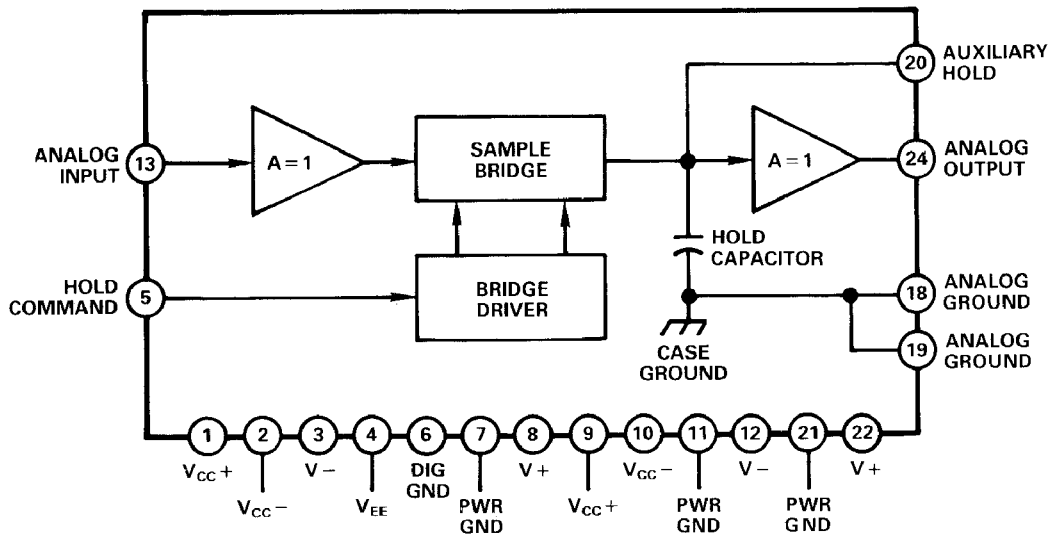 20
AUXILIARY
HOLD
ANALOG
INPUT
13
A = 1
SAMPLE
BRIDGE
A = 1
24
ANALOG
OUTPUT
HOLD
CAPACITOR
HOLD
COMMAND
5
BRIDGE
DRIVER
18
ANALOG
GROUND
CASE
GROUND
19
ANALOG
GROUND
1
2
3
4
6
7
8
9
10
11
12
21
22
VCC+
VCC−
V−
VEE
DIG
GND
PWR
GND
V+
VCC+
VCC−
PWR
GND
V−
PWR
GND
V+